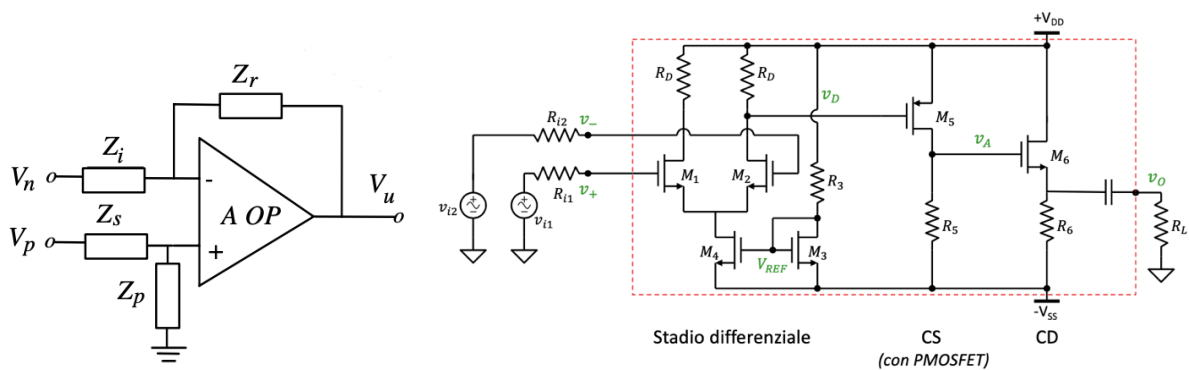 Z_r
Z_i
V_n
-
Z_s
A OP
V_u
V_p
+
Z_p
+V_DD
R_D
R_D
v_D
M_5
R_i2
v_-
v_A
M_6
M_1
M_2
R_3
v_O
R_i1
v_+
v_i2
v_i1
R_5
R_6
R_L
M_4
V_REF
M_3
-V_SS
Stadio differenziale
CS
CD
(con PMOSFET)